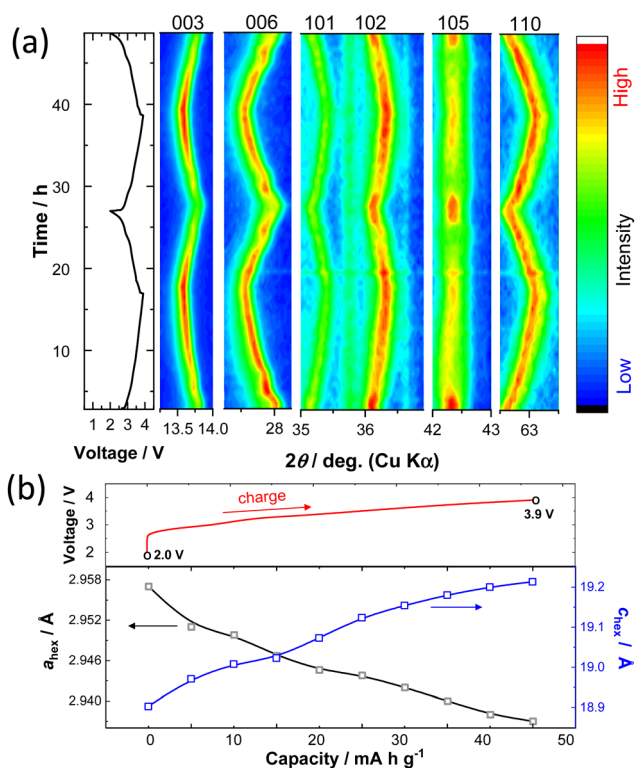 (a)
003 006 101 102 105 110
High
Intensity
Low
Time / h
40
30
20
10
1 2 3 4 13.5 14.0 28 35 36 42 43 63
Voltage / V
2θ / deg. (Cu Kα)
(b)
Voltage / V
4
3
2
charge
2.0 V
3.9 V
a_hex / Å
2.958
2.952
2.946
2.940
19.2
19.1
19.0
18.9
c_hex / Å
0 10 20 30 40 50
Capacity / mA h g⁻¹